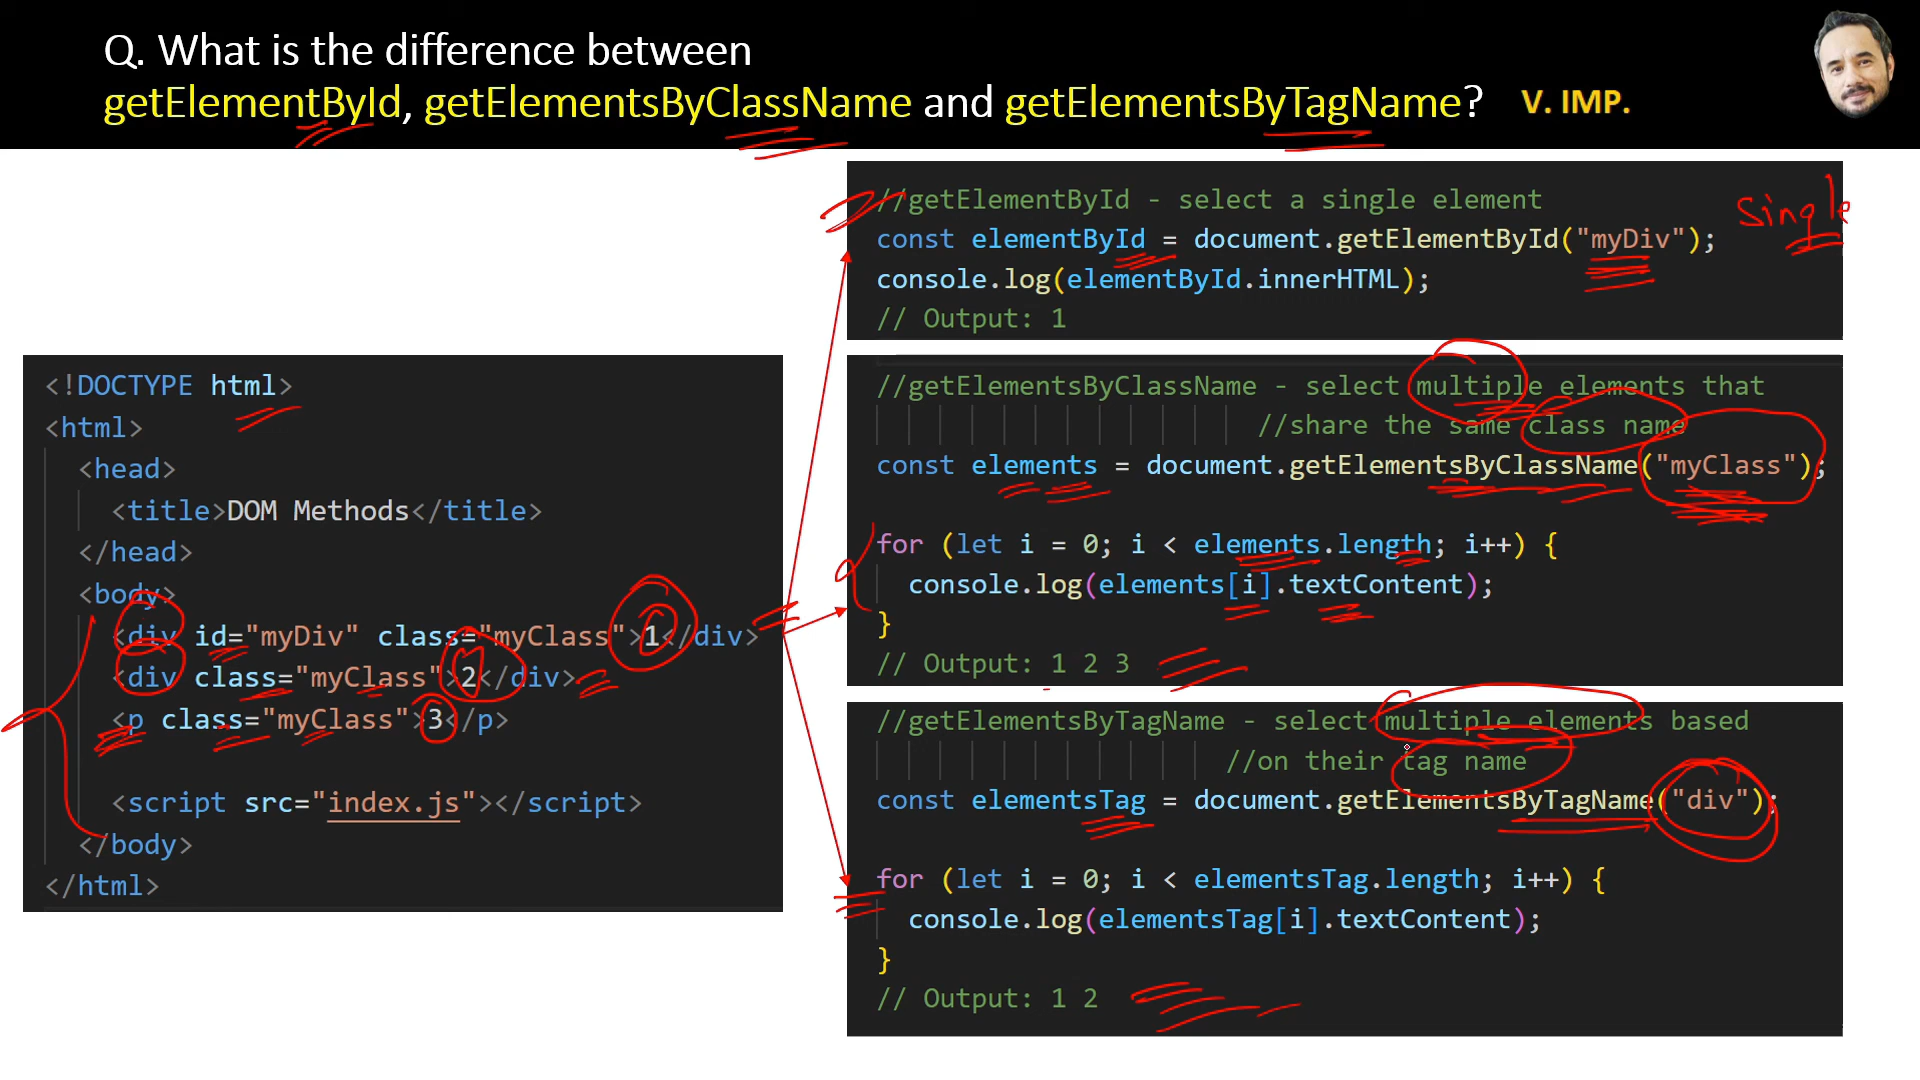 Q. What is the difference between
getElementById, getElementsByClassName and getElementsByTagName? V. IMP.
<!DOCTYPE html>
<html>
<head>
<title>DOM Methods</title>
</head>
<body>
<div id="myDiv" class="myClass">1</div>
<div class="myClass">2</div>
<p class="myClass">3</p>
<script src="index.js"></script>
</body>
</html>
//getElementById - select a single element
Single
const elementById = document.getElementById("myDiv");
console.log(elementById.innerHTML);
// Output: 1
//getElementsByClassName - select multiple elements that
//share the same class name
const elements = document.getElementsByClassName("myClass");
for (let i = 0; i < elements.length; i++) {
console.log(elements[i].textContent);
}
// Output: 1 2 3
//getElementsByTagName - select multiple elements based
//on their tag name
const elementsTag = document.getElementsByTagName("div");
for (let i = 0; i < elementsTag.length; i++) {
console.log(elementsTag[i].textContent);
}
// Output: 1 2